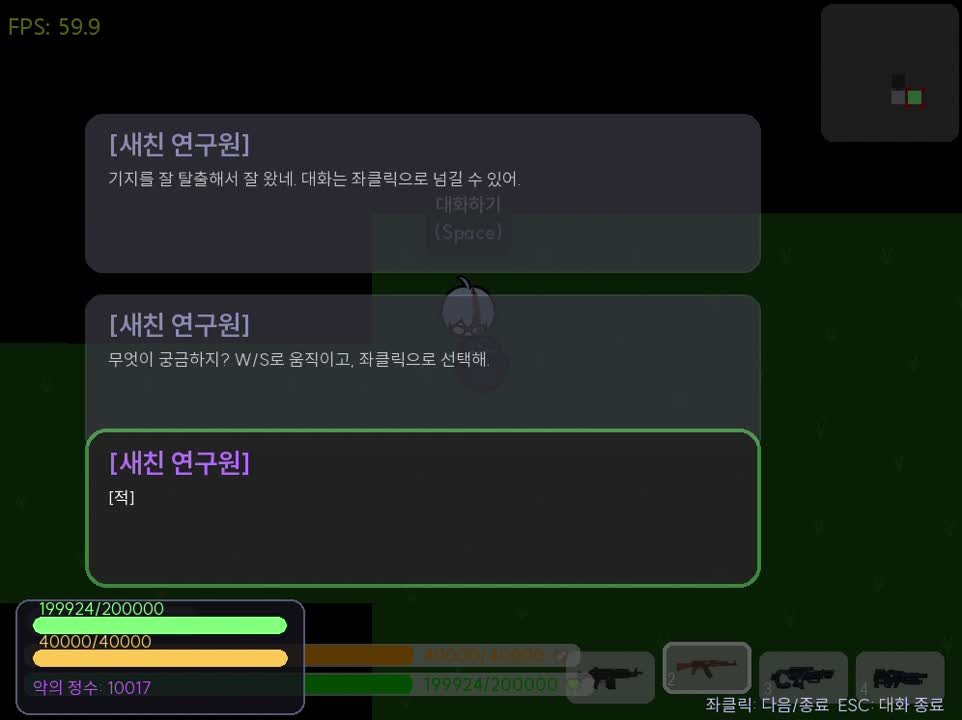 FPS: 59.9
[새친 연구원]
기지를 잘 탈출해서 잘 왔네. 대화는 좌클릭으로 넘길 수 있어.
대화하기
(Space)
[새친 연구원]
무엇이 궁금하지? W/S로 움직이고, 좌클릭으로 선택해.
[새친 연구원]
[적]
199924/200000
40000/40000
악의 정수: 10017
40000/40000
199924/200000
2
3
4
좌클릭: 다음/종료 ESC: 대화 종료